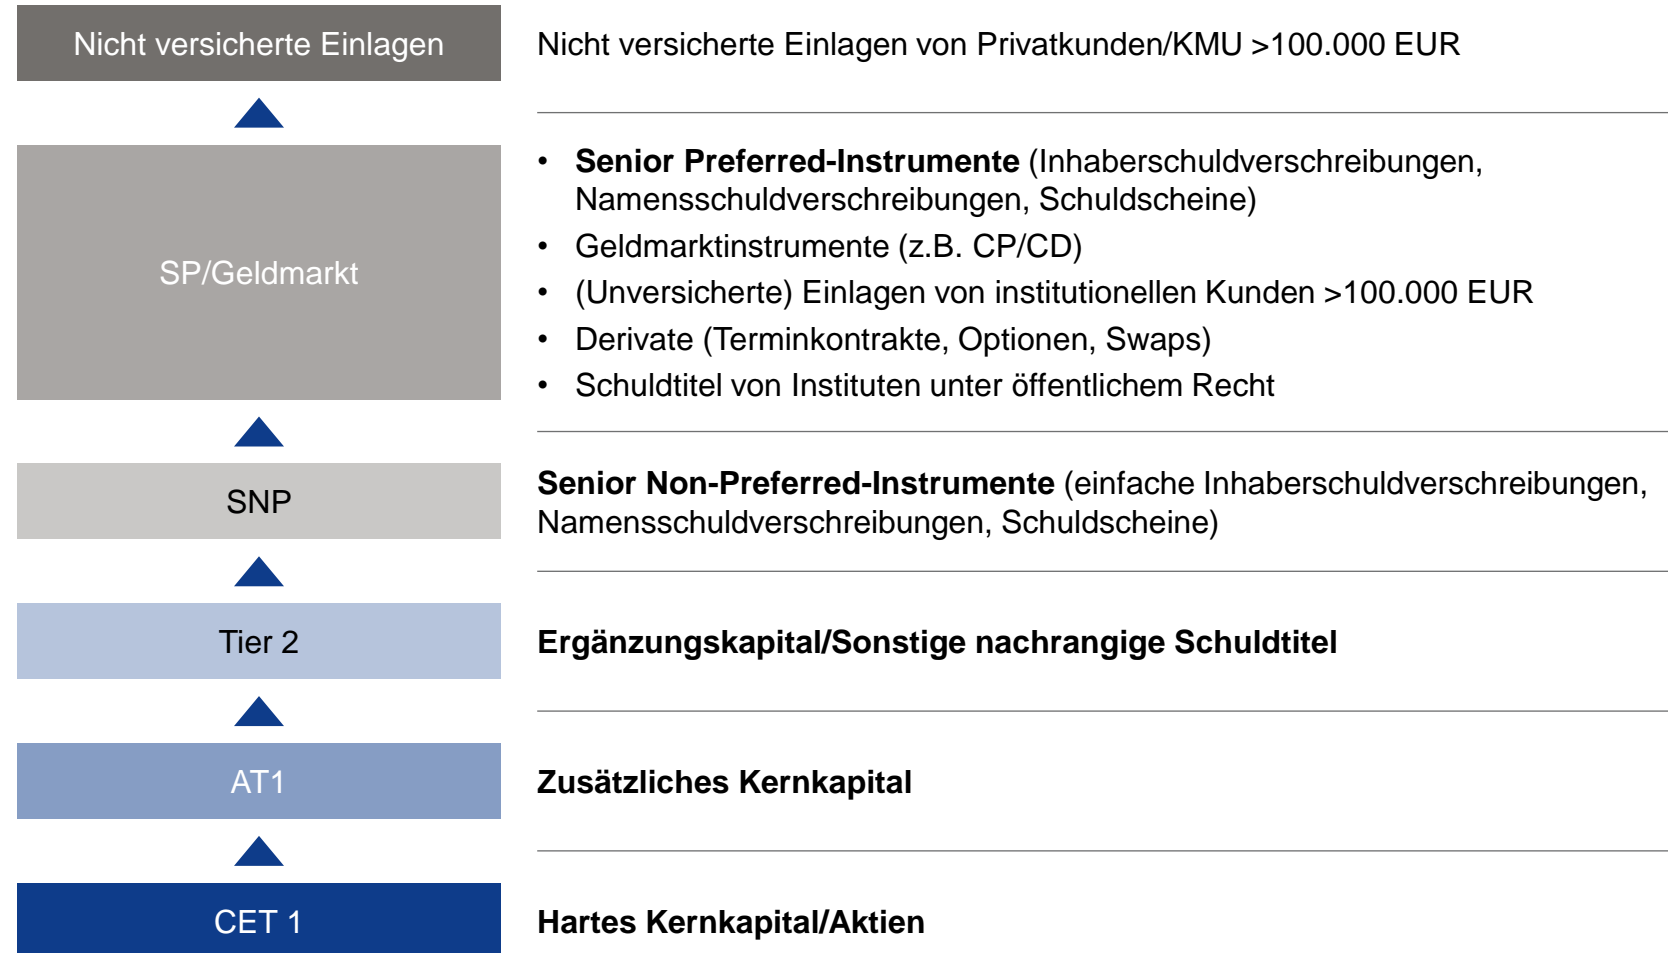 Nicht versicherte Einlagen
Nicht versicherte Einlagen von Privatkunden/KMU >100.000 EUR
SP/Geldmarkt
• Senior Preferred-Instrumente (Inhaberschuldverschreibungen,
Namensschuldverschreibungen, Schuldscheine)
• Geldmarktinstrumente (z.B. CP/CD)
• (Unversicherte) Einlagen von institutionellen Kunden >100.000 EUR
• Derivate (Terminkontrakte, Optionen, Swaps)
• Schuldtitel von Instituten unter öffentlichem Recht
SNP
Senior Non-Preferred-Instrumente (einfache Inhaberschuldverschreibungen,
Namensschuldverschreibungen, Schuldscheine)
Tier 2
Ergänzungskapital/Sonstige nachrangige Schuldtitel
AT1
Zusätzliches Kernkapital
CET 1
Hartes Kernkapital/Aktien